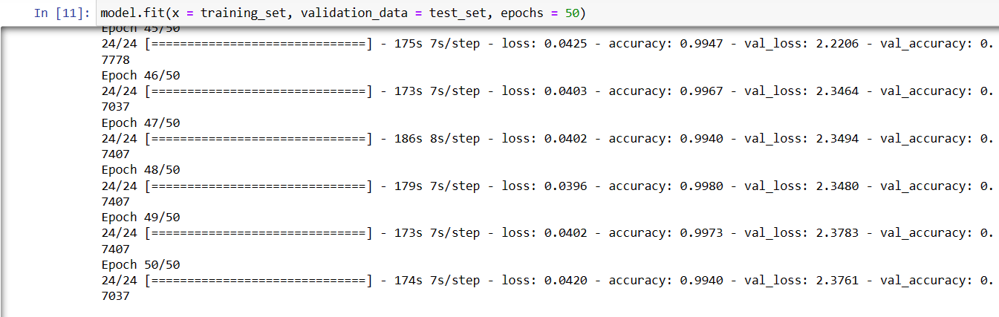 In [11]: model.fit(x = training_set, validation_data = test_set, epochs = 50)
Epoch 45/50
24/24 [==============================] - 175s 7s/step - loss: 0.0425 - accuracy: 0.9947 - val_loss: 2.2206 - val_accuracy: 0.
7778
Epoch 46/50
24/24 [==============================] - 173s 7s/step - loss: 0.0403 - accuracy: 0.9967 - val_loss: 2.3464 - val_accuracy: 0.
7037
Epoch 47/50
24/24 [==============================] - 186s 8s/step - loss: 0.0402 - accuracy: 0.9940 - val_loss: 2.3494 - val_accuracy: 0.
7407
Epoch 48/50
24/24 [==============================] - 179s 7s/step - loss: 0.0396 - accuracy: 0.9980 - val_loss: 2.3480 - val_accuracy: 0.
7407
Epoch 49/50
24/24 [==============================] - 173s 7s/step - loss: 0.0402 - accuracy: 0.9973 - val_loss: 2.3783 - val_accuracy: 0.
7407
Epoch 50/50
24/24 [==============================] - 174s 7s/step - loss: 0.0420 - accuracy: 0.9940 - val_loss: 2.3761 - val_accuracy: 0.
7037